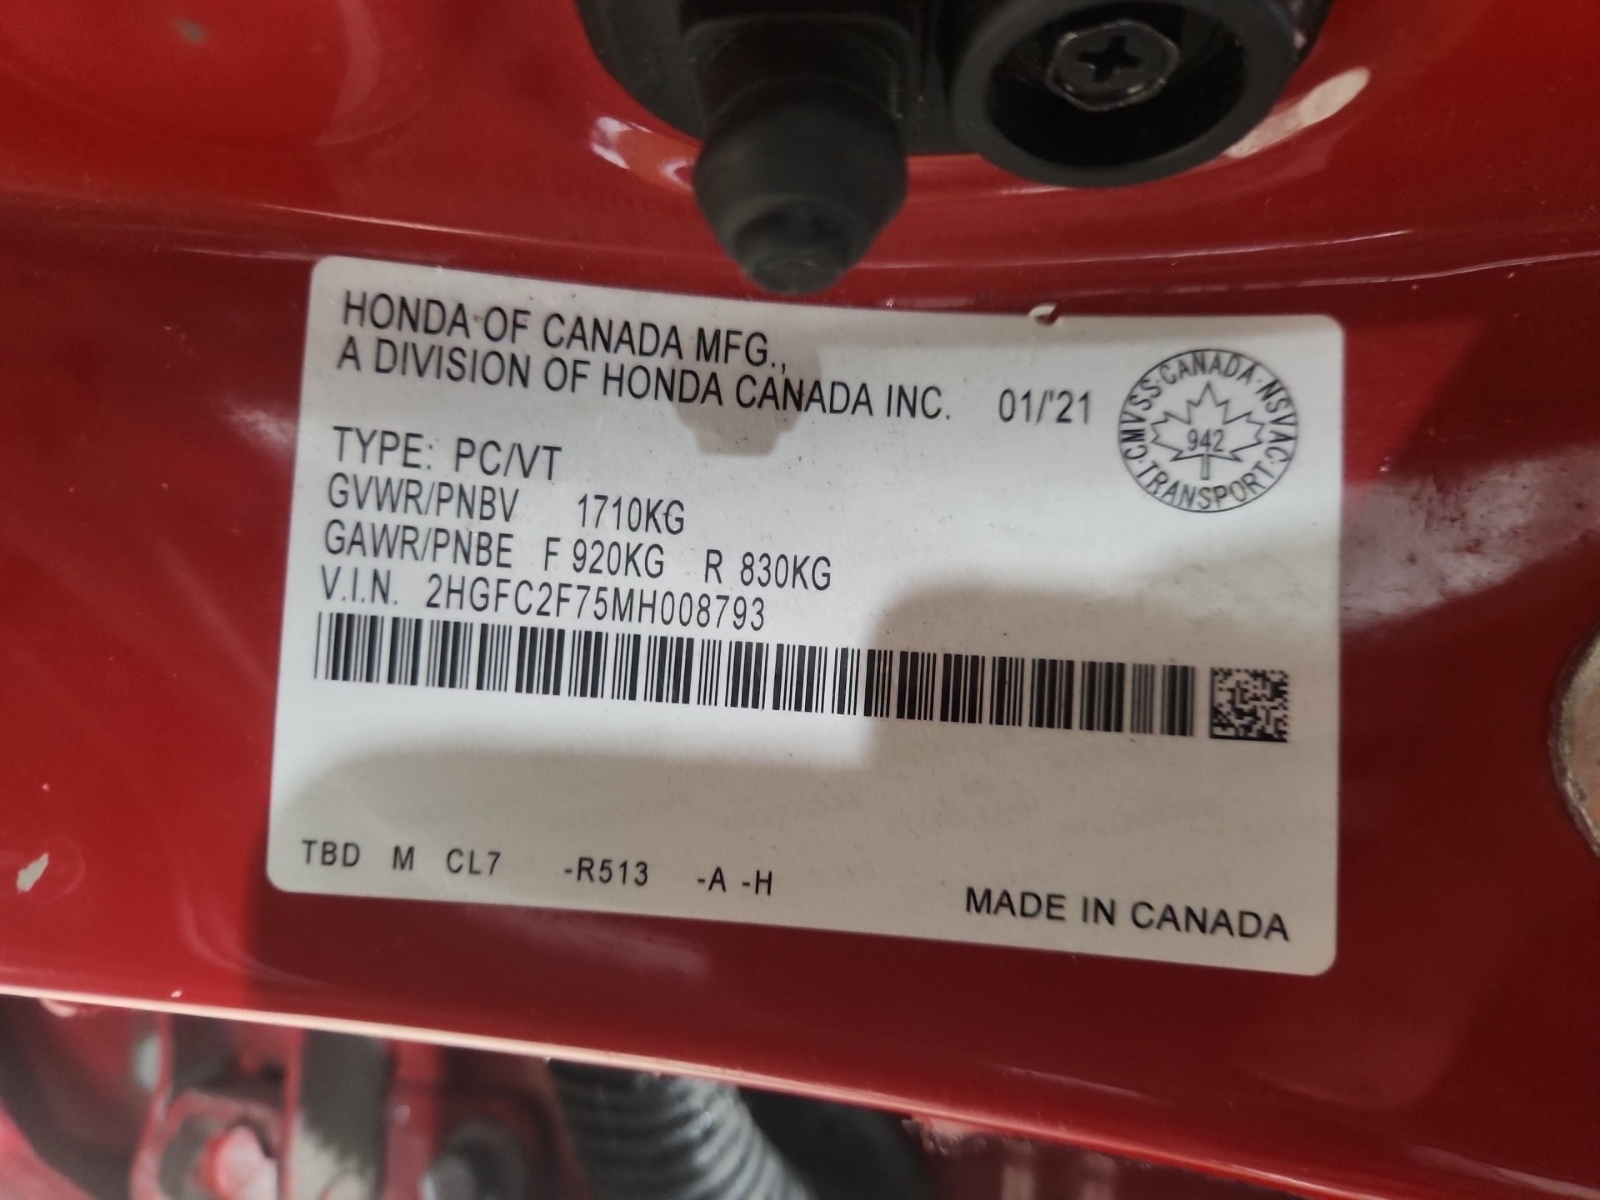 HONDA OF CANADA MFG.,
A DIVISION OF HONDA CANADA INC. 01/'21
CMVSS · CANADA · NSVAC · TRANSPORT ·
942
TYPE: PC/VT
GVWR/PNBV 1710KG
GAWR/PNBE F 920KG R 830KG
V.I.N. 2HGFC2F75MH008793
TBD M CL7 -R513 -A -H
MADE IN CANADA